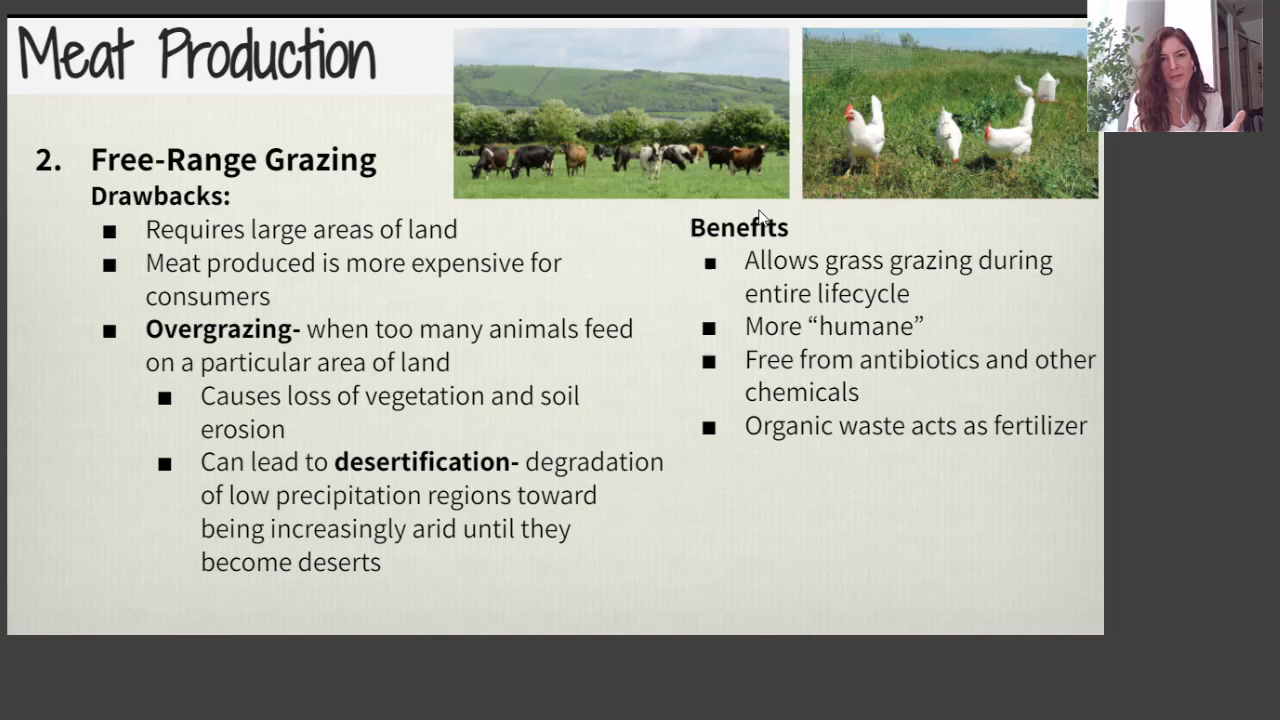 Meat Production
2. Free-Range Grazing
Drawbacks:
■ Requires large areas of land
■ Meat produced is more expensive for
consumers
■ Overgrazing- when too many animals feed
on a particular area of land
■ Causes loss of vegetation and soil
erosion
■ Can lead to desertification- degradation
of low precipitation regions toward
being increasingly arid until they
become deserts
Benefits
■ Allows grass grazing during
entire lifecycle
■ More “humane”
■ Free from antibiotics and other
chemicals
■ Organic waste acts as fertilizer